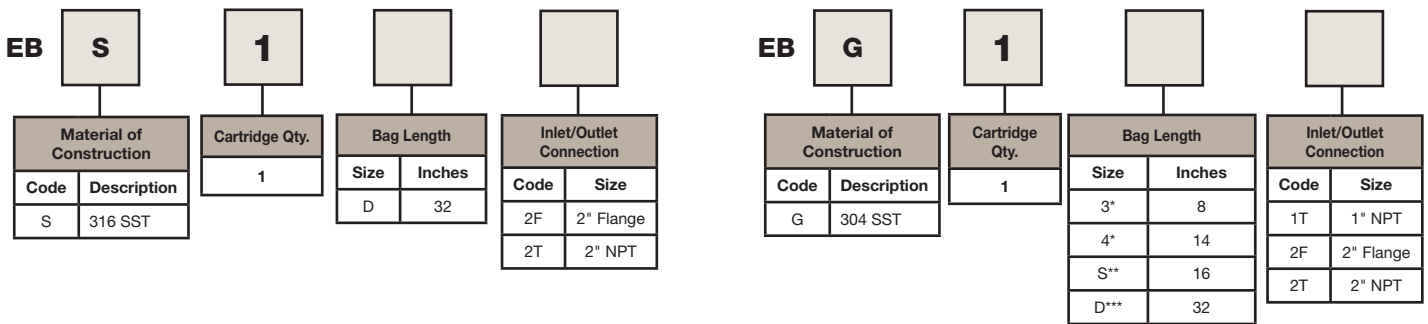 EB S 1
Material of
Construction
Code Description
S 316 SST
Cartridge Qty.
1
Bag Length
Size Inches
D 32
Inlet/Outlet
Connection
Code Size
2F 2" Flange
2T 2" NPT
EB G 1
Material of
Construction
Code Description
G 304 SST
Cartridge
Qty.
1
Bag Length
Size Inches
3* 8
4* 14
S** 16
D*** 32
Inlet/Outlet
Connection
Code Size
1T 1" NPT
2F 2" Flange
2T 2" NPT